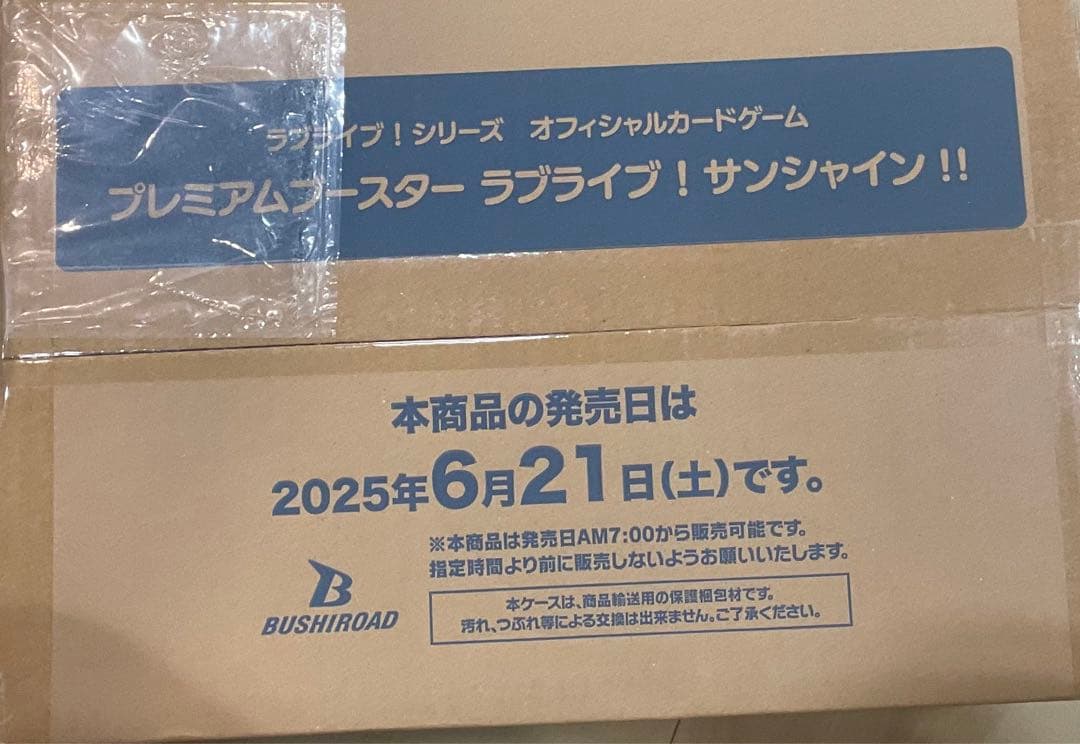 ラブライブ！シリーズ　オフィシャルカードゲーム
プレミアムブースター ラブライブ！サンシャイン!!
本商品の発売日は
2025年6月21日(土)です。
※本商品は発売日AM7:00から販売可能です。
指定時間より前に販売しないようお願いいたします。
B
BUSHIROAD
本ケースは、商品輸送用の保護梱包材です。
汚れ、つぶれ等による交換は出来ません。ご了承ください。